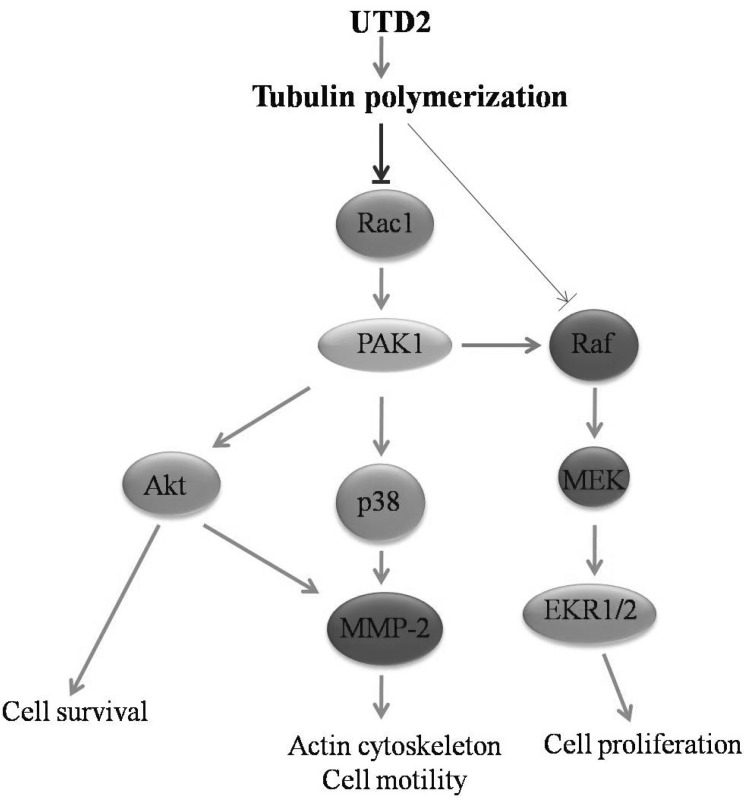 UTD2
Tubulin polymerization
Rac1
PAK1
Raf
Akt
p38
MEK
MMP-2
EKR1/2
Cell survival
Actin cytoskeleton
Cell motility
Cell proliferation